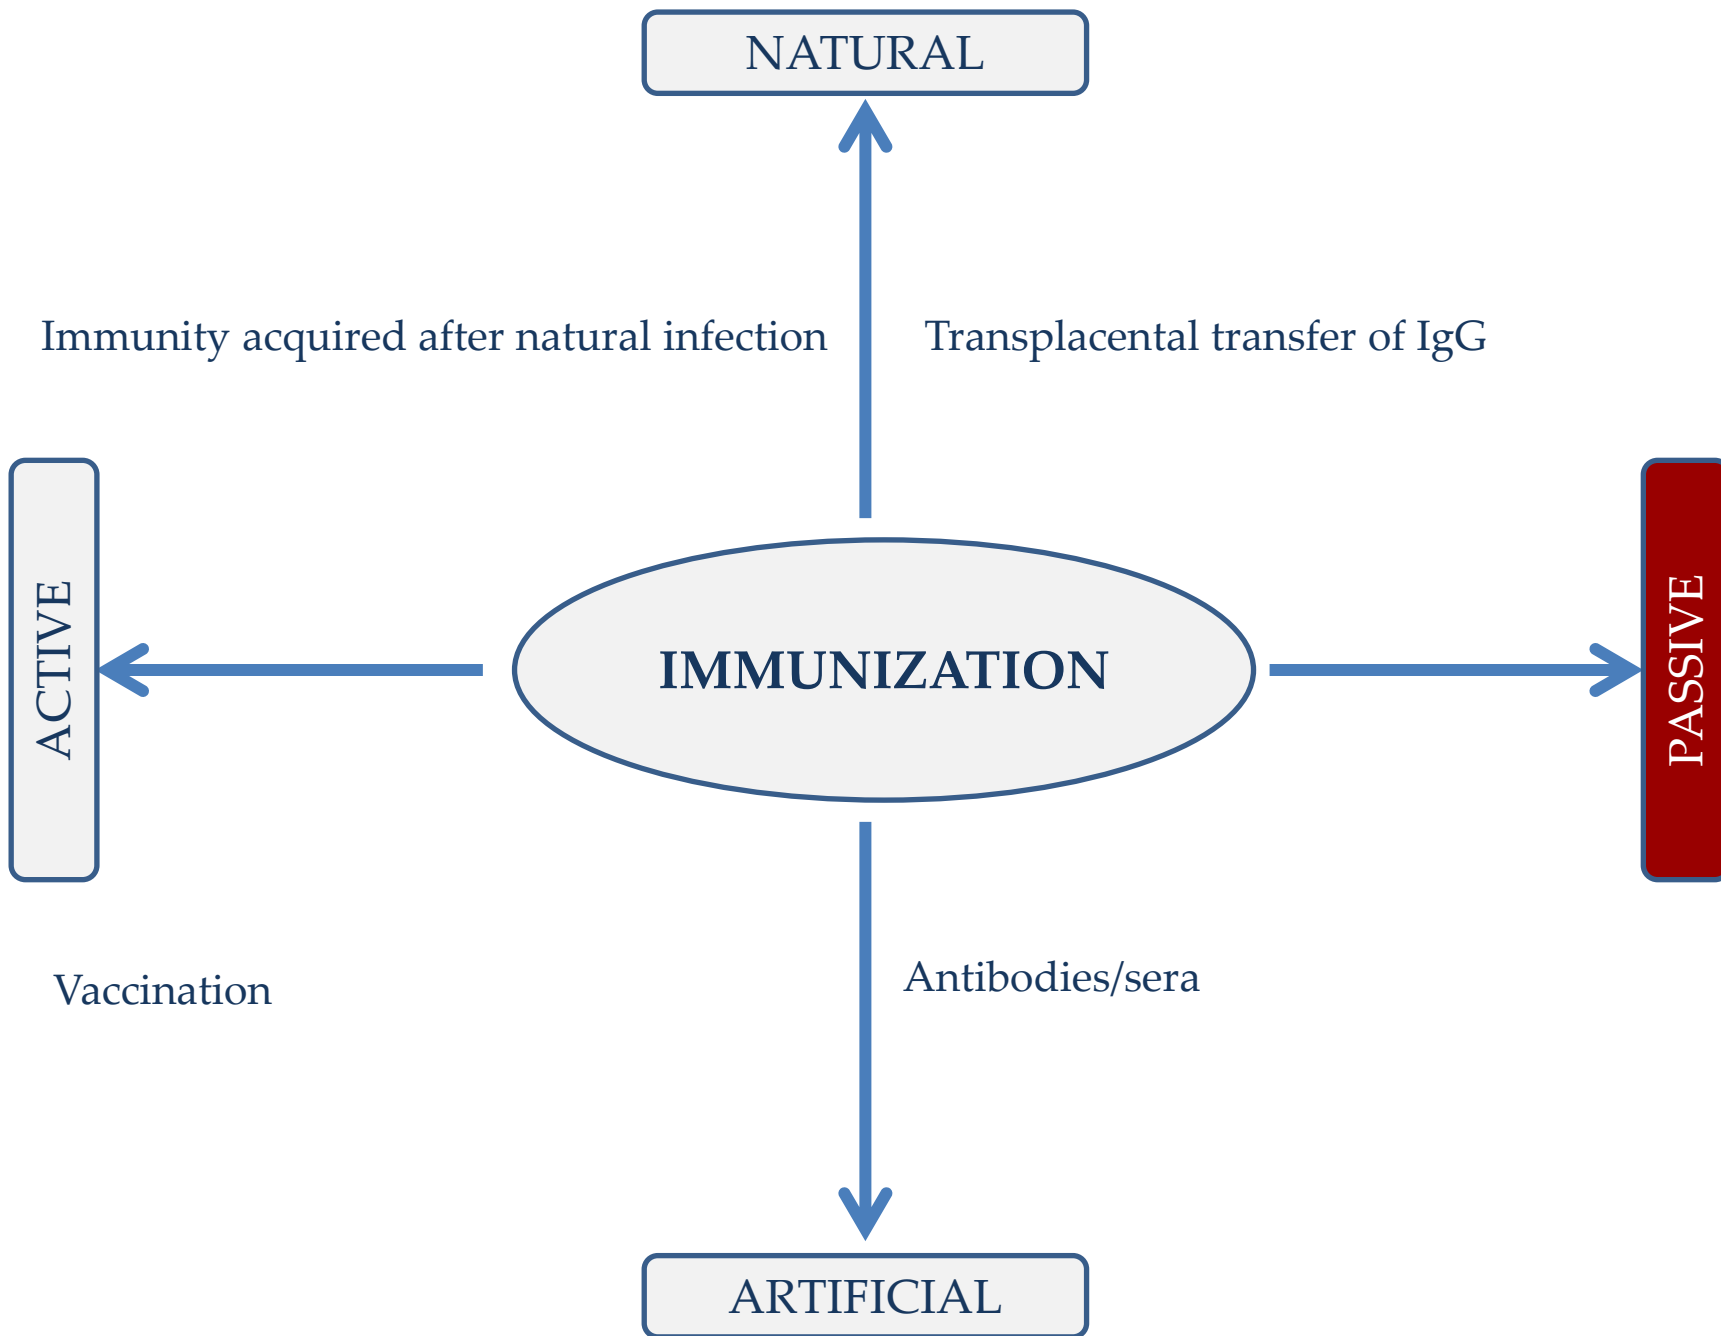 NATURAL
Immunity acquired after natural infection
Transplacental transfer of IgG
ACTIVE
IMMUNIZATION
PASSIVE
Vaccination
Antibodies/sera
ARTIFICIAL